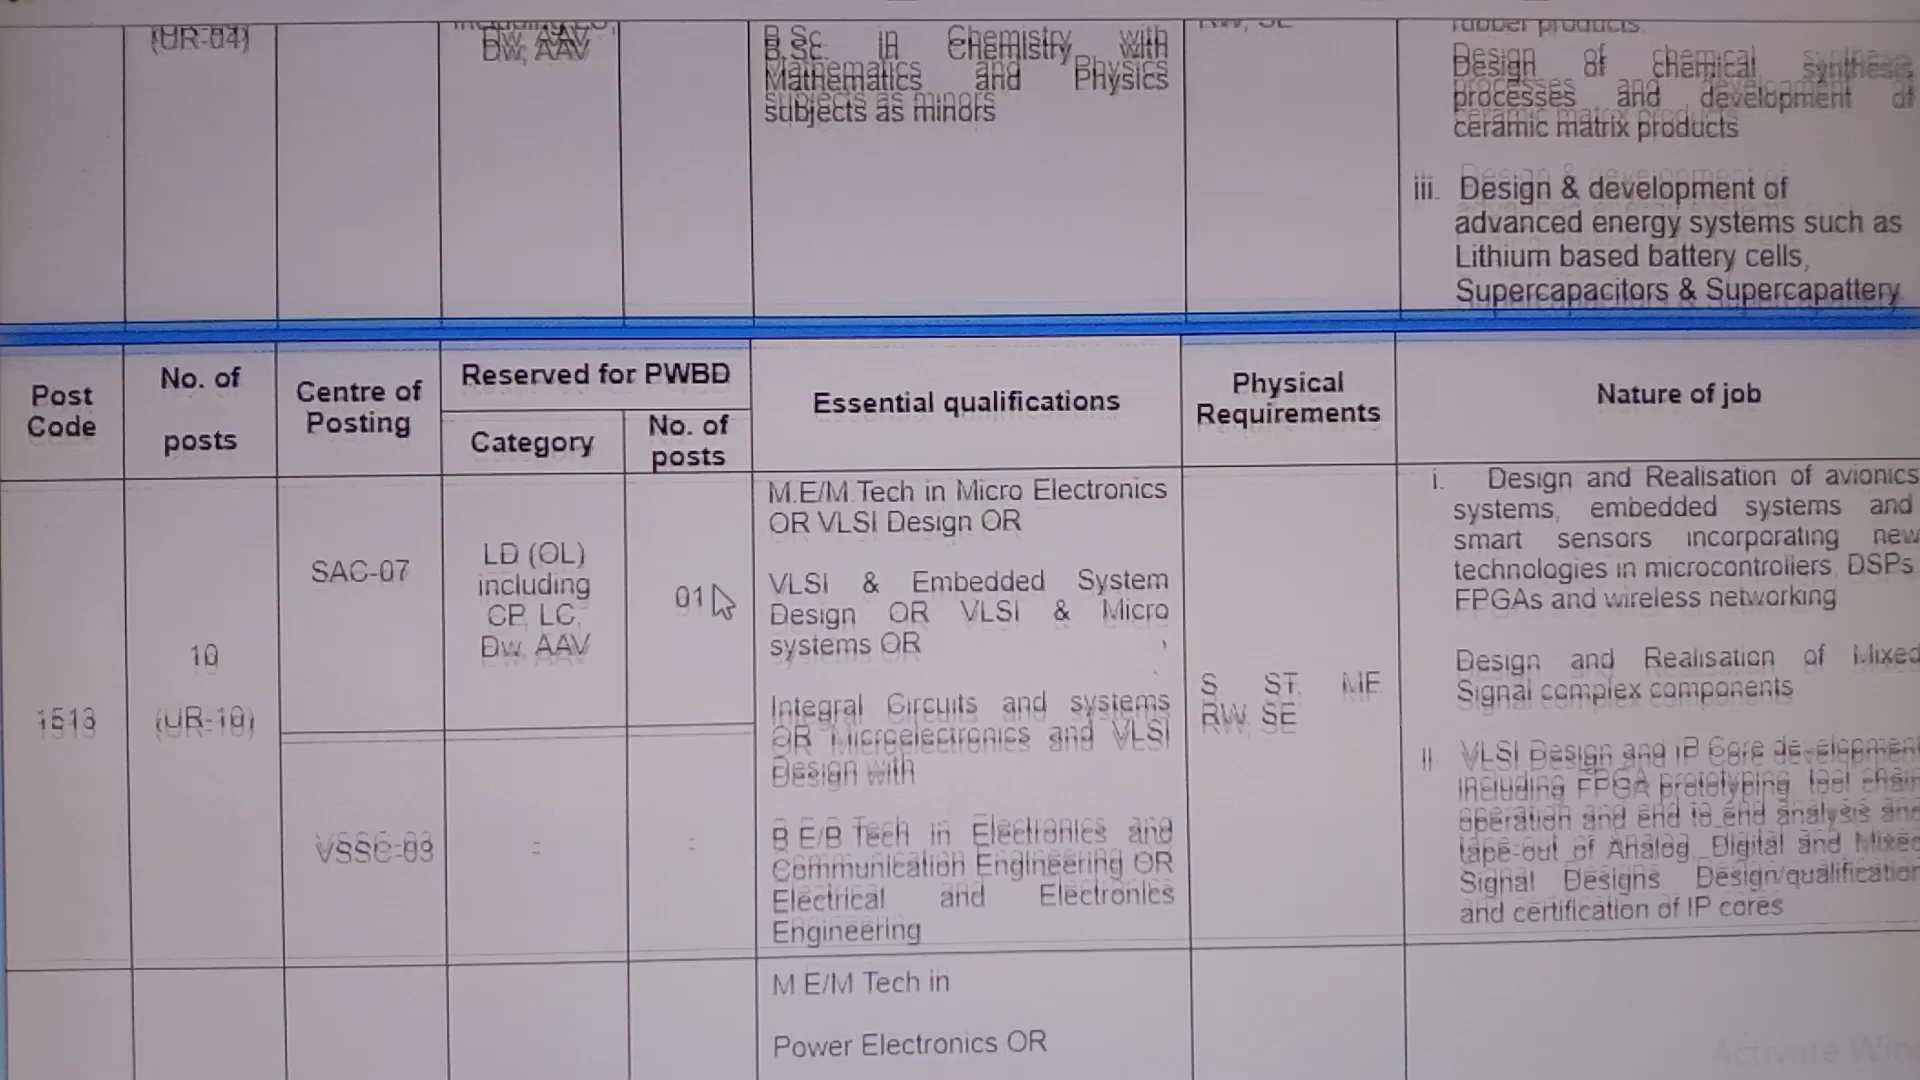 (UR-04)
Dw, AAV
B.Sc. in Chemistry with
Mathematics and Physics
subjects as minors
rubber products.
Design of chemical synthesis
processes and development of
ceramic matrix products
iii. Design & development of
advanced energy systems such as
Lithium based battery cells,
Supercapacitors & Supercapattery
Post
Code
No. of
posts
Centre of
Posting
Reserved for PWBD
Category
No. of
posts
Essential qualifications
Physical
Requirements
Nature of job
1513
10
(UR-10)
SAC-07
LD (OL)
including
CP, LC,
Dw, AAV
01
VSSC-03
-
-
M.E/M.Tech in Micro Electronics
OR VLSI Design OR
VLSI & Embedded System
Design OR VLSI & Micro
systems OR
Integral Circuits and systems
OR Microelectronics and VLSI
Design with
B.E/B.Tech in Electronics and
Communication Engineering OR
Electrical and Electronics
Engineering
S, ST, MF,
RW, SE
i. Design and Realisation of avionics
systems, embedded systems and
smart sensors incorporating new
technologies in microcontrollers, DSPs,
FPGAs and wireless networking
Design and Realisation of Mixed
Signal complex components
ii. VLSI Design and IP Core development
including FPGA prototyping, tool chain
operation and end to end analysis and
tape-out of Analog, Digital and Mixed
Signal Designs. Design/qualification
and certification of IP cores
M.E/M.Tech in
Power Electronics OR
Activate Win